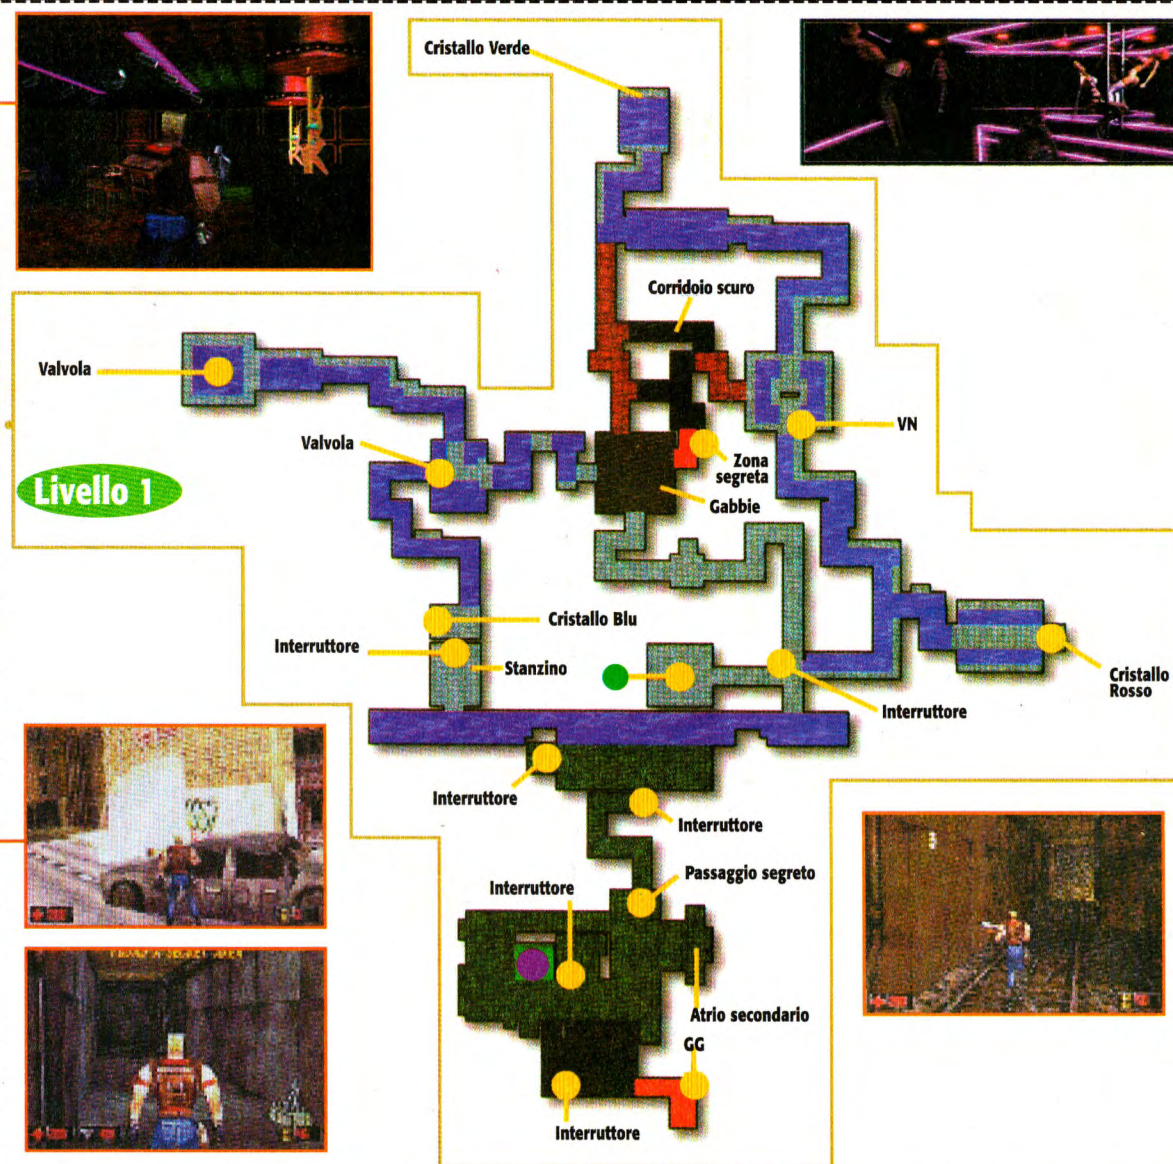 Cristallo Verde
Corridoio scuro
Valvola
Valvola
VN
Zona
segreta
Gabbie
Livello 1
Cristallo Blu
Interruttore
Stanzino
Cristallo
Rosso
Interruttore
Interruttore
Interruttore
Passaggio segreto
Interruttore
Atrio secondario
GG
Interruttore